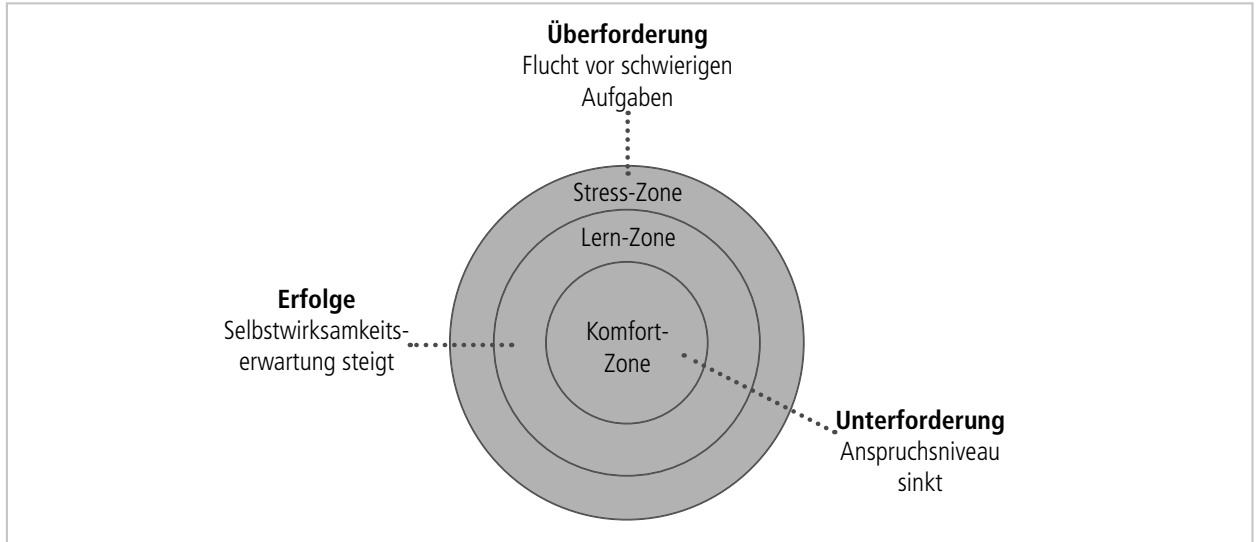 Überforderung
Flucht vor schwierigen
Aufgaben
Stress-Zone
Lern-Zone
Erfolge
Selbstwirksamkeits-
erwartung steigt
Komfort-
Zone
Unterforderung
Anspruchsniveau
sinkt